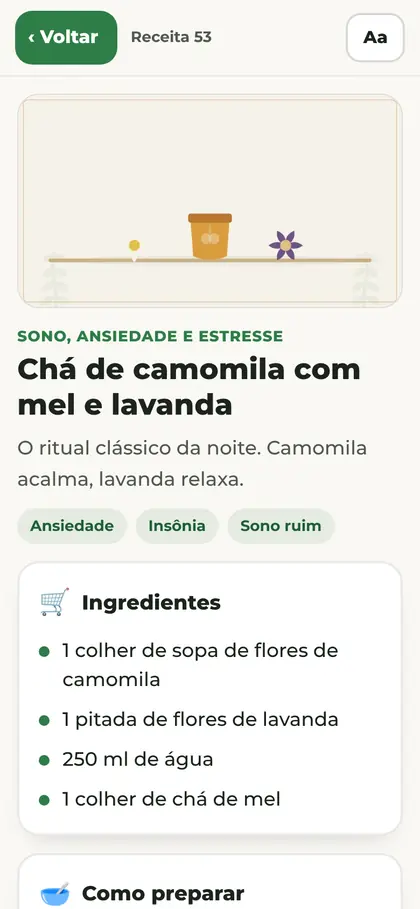 ‹ Voltar
Receita 53
Aa
SONO, ANSIEDADE E ESTRESSE
Chá de camomila com
mel e lavanda
O ritual clássico da noite. Camomila
acalma, lavanda relaxa.
Ansiedade
Insônia
Sono ruim
Ingredientes
1 colher de sopa de flores de
camomila
1 pitada de flores de lavanda
250 ml de água
1 colher de chá de mel
Como preparar